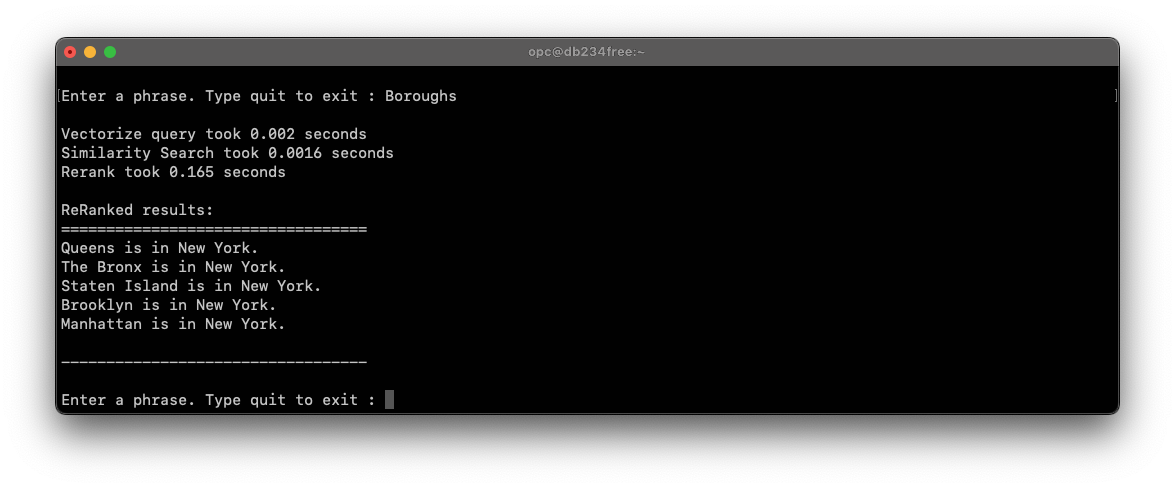 opc@db234free:~
[Enter a phrase. Type quit to exit : Boroughs ]
Vectorize query took 0.002 seconds
Similarity Search took 0.0016 seconds
Rerank took 0.165 seconds
ReRanked results:
==================================
Queens is in New York.
The Bronx is in New York.
Staten Island is in New York.
Brooklyn is in New York.
Manhattan is in New York.
----------------------------------
Enter a phrase. Type quit to exit :